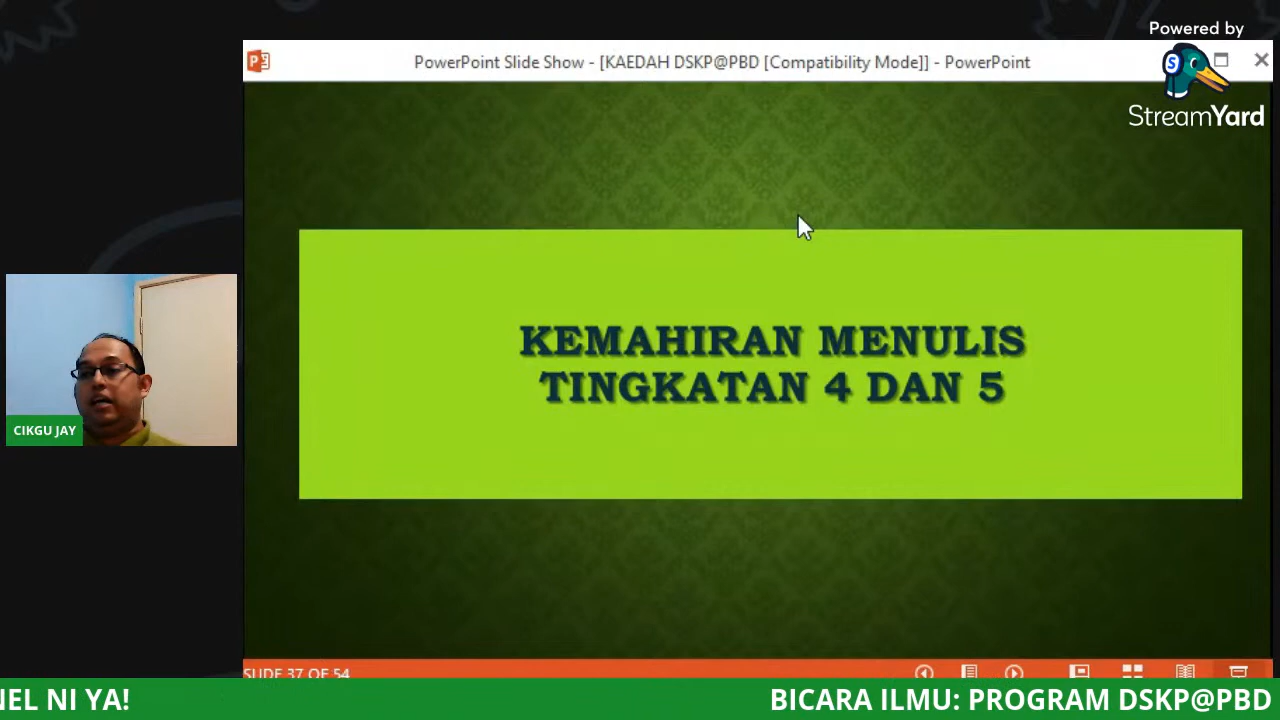 Powered by
PowerPoint Slide Show - [KAEDAH DSKP@PBD [Compatibility Mode]] - PowerPoint
StreamYard
KEMAHIRAN MENULIS
TINGKATAN 4 DAN 5
CIKGU JAY
SLIDE 37 OF 54
NEL NI YA!
BICARA ILMU: PROGRAM DSKP@PBD